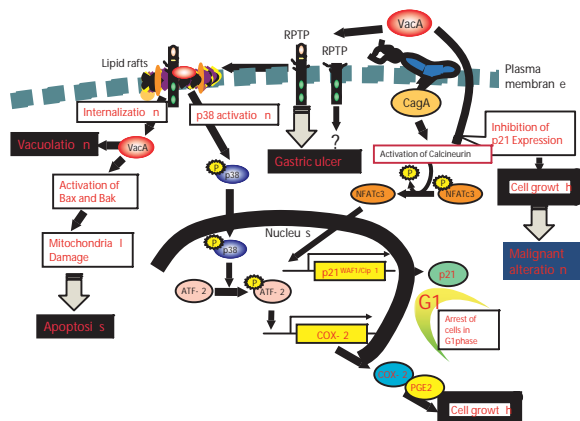 VacA
RPTP
RPTP
Lipid rafts
Plasma
membran e
CagA
Internalizatio n
p38 activatio n
Inhibition of
p21 Expression
Vacuolatio n
VacA
?
Gastric ulcer
Activation of Calcineurin
P
p38
P
Activation of
Bax and Bak
NFATc3
P
NFATc3
Cell growt h
Nucleu s
Mitochondria l
Damage
P
p38
Malignant
alteratio n
p21WAF1/Cip 1
p21
ATF- 2
P
ATF- 2
G1
Arrest of
cells in
G1phase
Apoptosi s
COX- 2
COX- 2
PGE2
Cell growt h